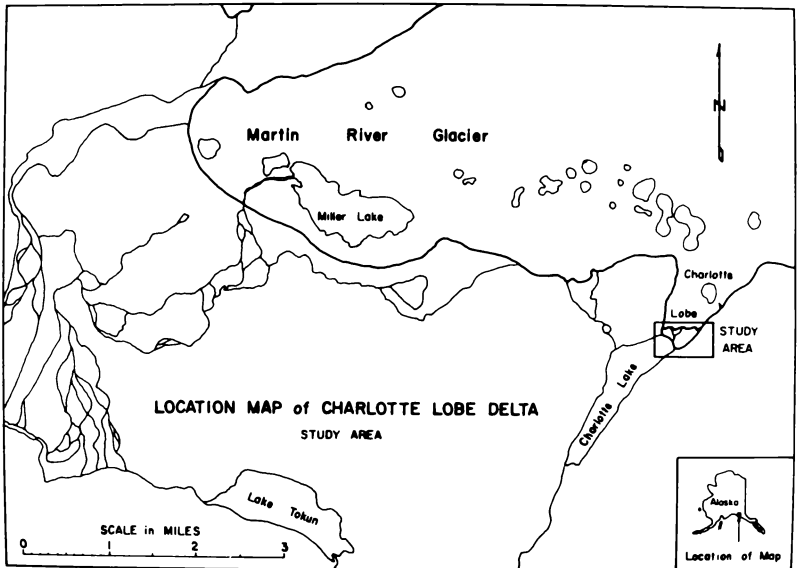 Martin River Glacier
N
Miller Lake
Charlotte
Lobe
STUDY
AREA
Charlotte Lake
LOCATION MAP of CHARLOTTE LOBE DELTA
STUDY AREA
Lake Tokun
SCALE in MILES
0 1 2 3
Alaska
Location of Map